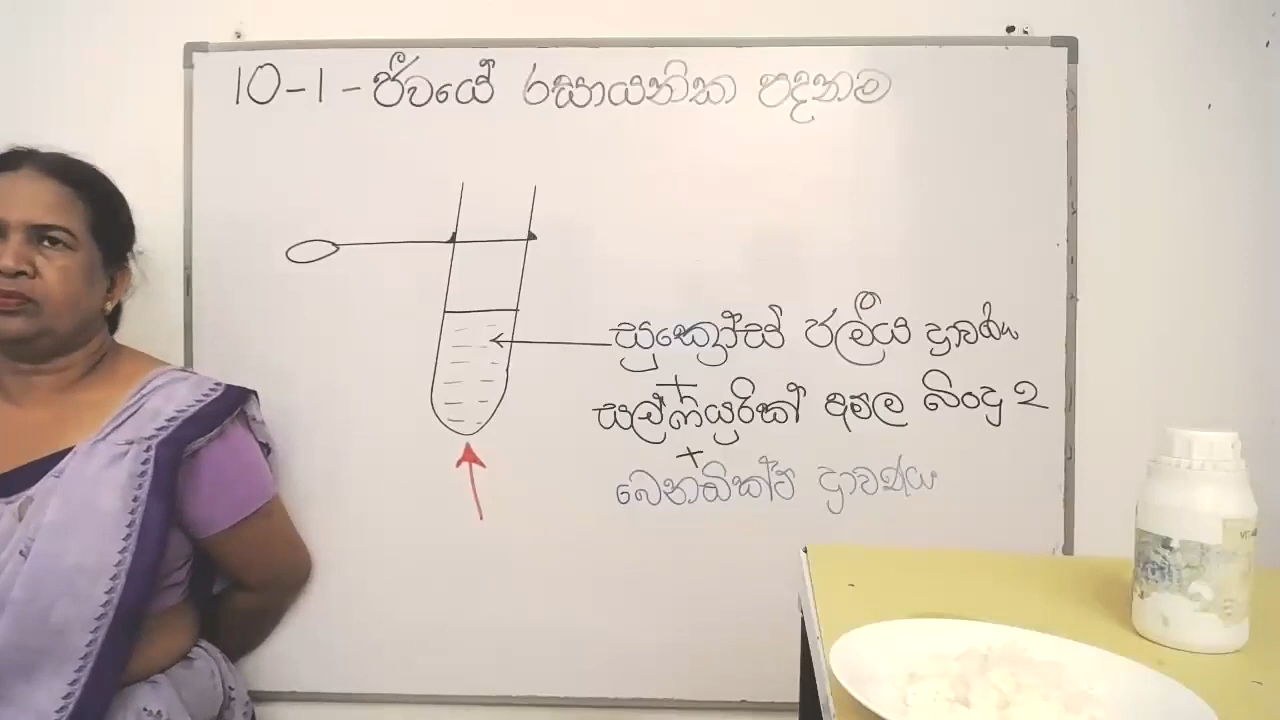 10-1 - ජීවයේ රසායනික පදනම
සුක්‍රෝස් ජලීය ද්‍රාවණය
+
සල්ෆියුරික් අම්ල බිංදු 2
+
බෙනඩික්ට් ද්‍රාවණය